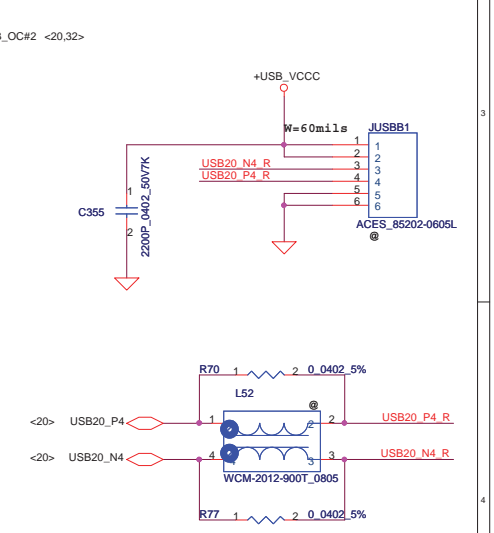 _OC#2 <20,32>
+USB_VCCC
3
W=60mils
JUSBB1
1 1
2 2
USB20_N4_R 3 3
USB20_P4_R 4 4
5 5
6 6
1
C355
2200P_0402_50V7K
2
ACES_85202-0605L
@
R70 1 2 0_0402_5%
L52
@
<20> USB20_P4 1 2 2 USB20_P4_R
<20> USB20_N4 4 3 3 USB20_N4_R
WCM-2012-900T_0805
4
R77 1 2 0_0402_5%